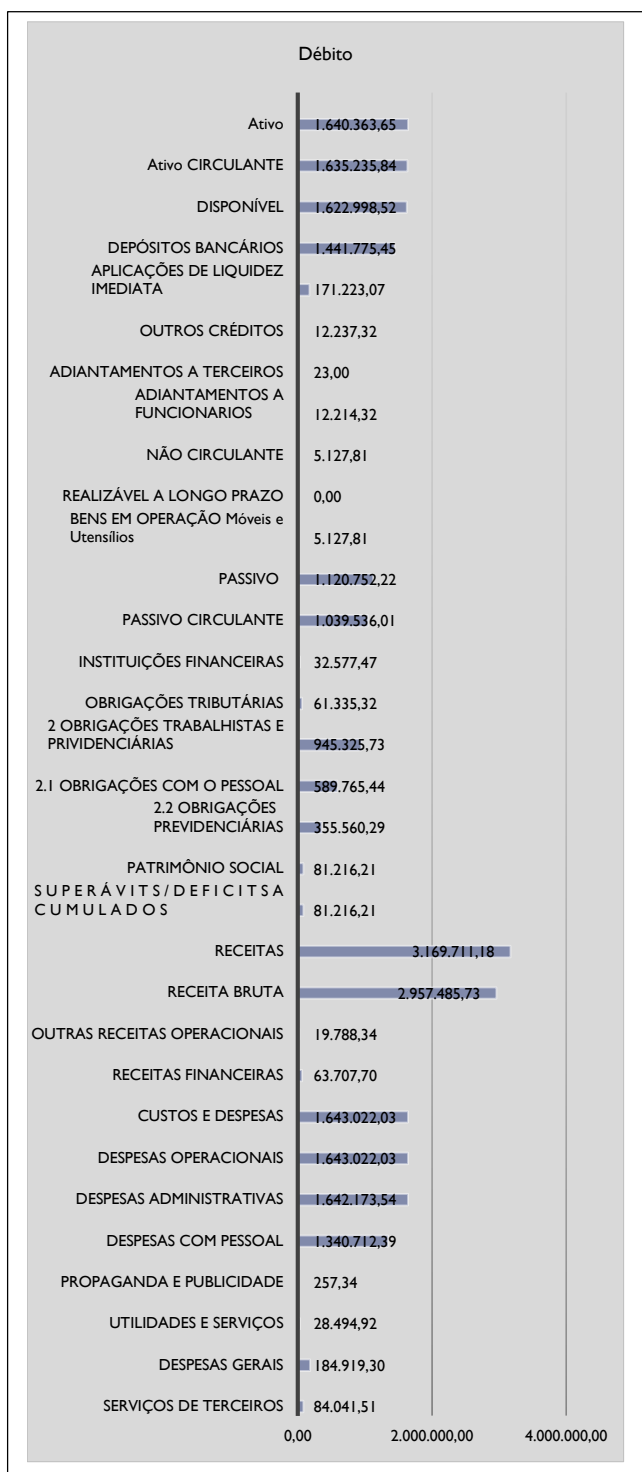 Débito
Ativo 1.640.363,65
Ativo CIRCULANTE 1.635.235,84
DISPONÍVEL 1.622.998,52
DEPÓSITOS BANCÁRIOS 1.441.775,45
APLICAÇÕES DE LIQUIDEZ
IMEDIATA 171.223,07
OUTROS CRÉDITOS 12.237,32
ADIANTAMENTOS A TERCEIROS 23,00
ADIANTAMENTOS A
FUNCIONARIOS 12.214,32
NÃO CIRCULANTE 5.127,81
REALIZÁVEL A LONGO PRAZO 0,00
BENS EM OPERAÇÃO Móveis e
Utensílios 5.127,81
PASSIVO 1.120.752,22
PASSIVO CIRCULANTE 1.039.536,01
INSTITUIÇÕES FINANCEIRAS 32.577,47
OBRIGAÇÕES TRIBUTÁRIAS 61.335,32
2 OBRIGAÇÕES TRABALHISTAS E
PRIVIDENCIÁRIAS 945.325,73
2.1 OBRIGAÇÕES COM O PESSOAL 589.765,44
2.2 OBRIGAÇÕES
PREVIDENCIÁRIAS 355.560,29
PATRIMÔNIO SOCIAL 81.216,21
S U P E R Á V I T S / D E F I C I T S A
C U M U L A D O S 81.216,21
RECEITAS 3.169.711,18
RECEITA BRUTA 2.957.485,73
OUTRAS RECEITAS OPERACIONAIS 19.788,34
RECEITAS FINANCEIRAS 63.707,70
CUSTOS E DESPESAS 1.643.022,03
DESPESAS OPERACIONAIS 1.643.022,03
DESPESAS ADMINISTRATIVAS 1.642.173,54
DESPESAS COM PESSOAL 1.340.712,39
PROPAGANDA E PUBLICIDADE 257,34
UTILIDADES E SERVIÇOS 28.494,92
DESPESAS GERAIS 184.919,30
SERVIÇOS DE TERCEIROS 84.041,51
0,00 2.000.000,00 4.000.000,00